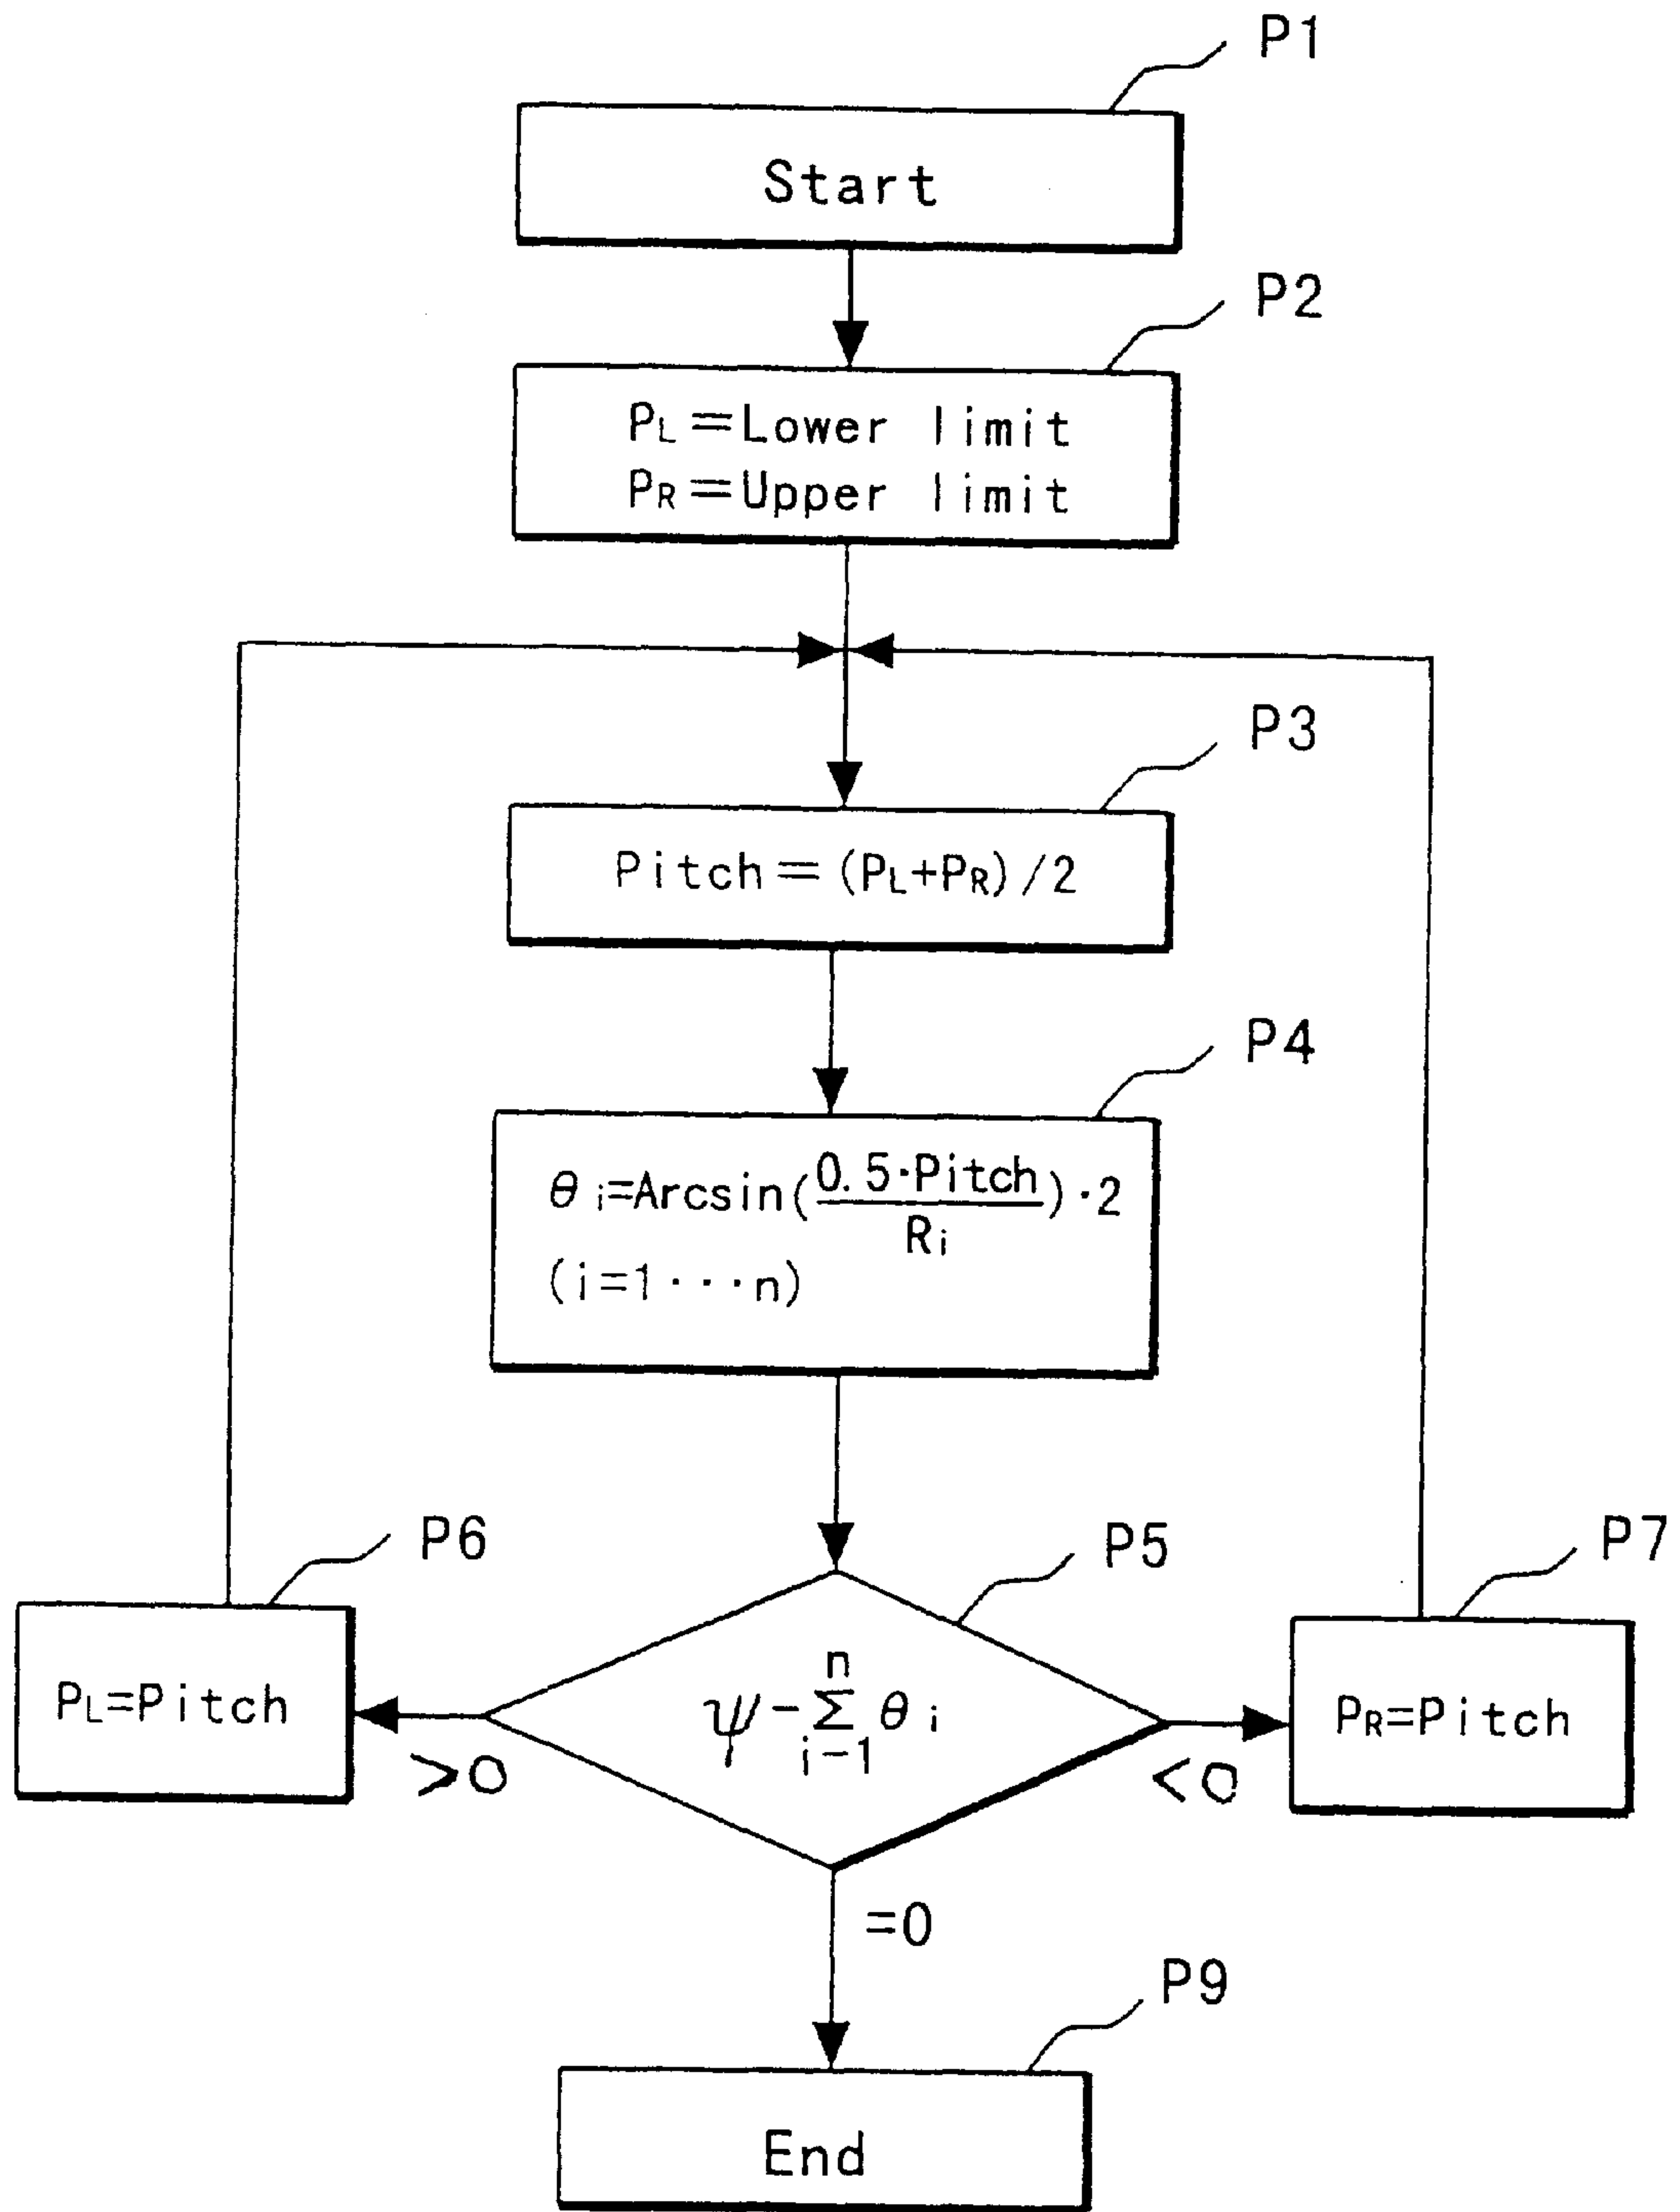 P1
Start
P2
PL=Lower limit
PR=Upper limit
P3
Pitch=(PL+PR)/2
P4
θi=Arcsin(0.5·Pitch/Ri)·2
(i=1···n)
P6
P5
P7
PL=Pitch
ψ-n∑i-1 θi
PR=Pitch
>0
<0
=0
P9
End